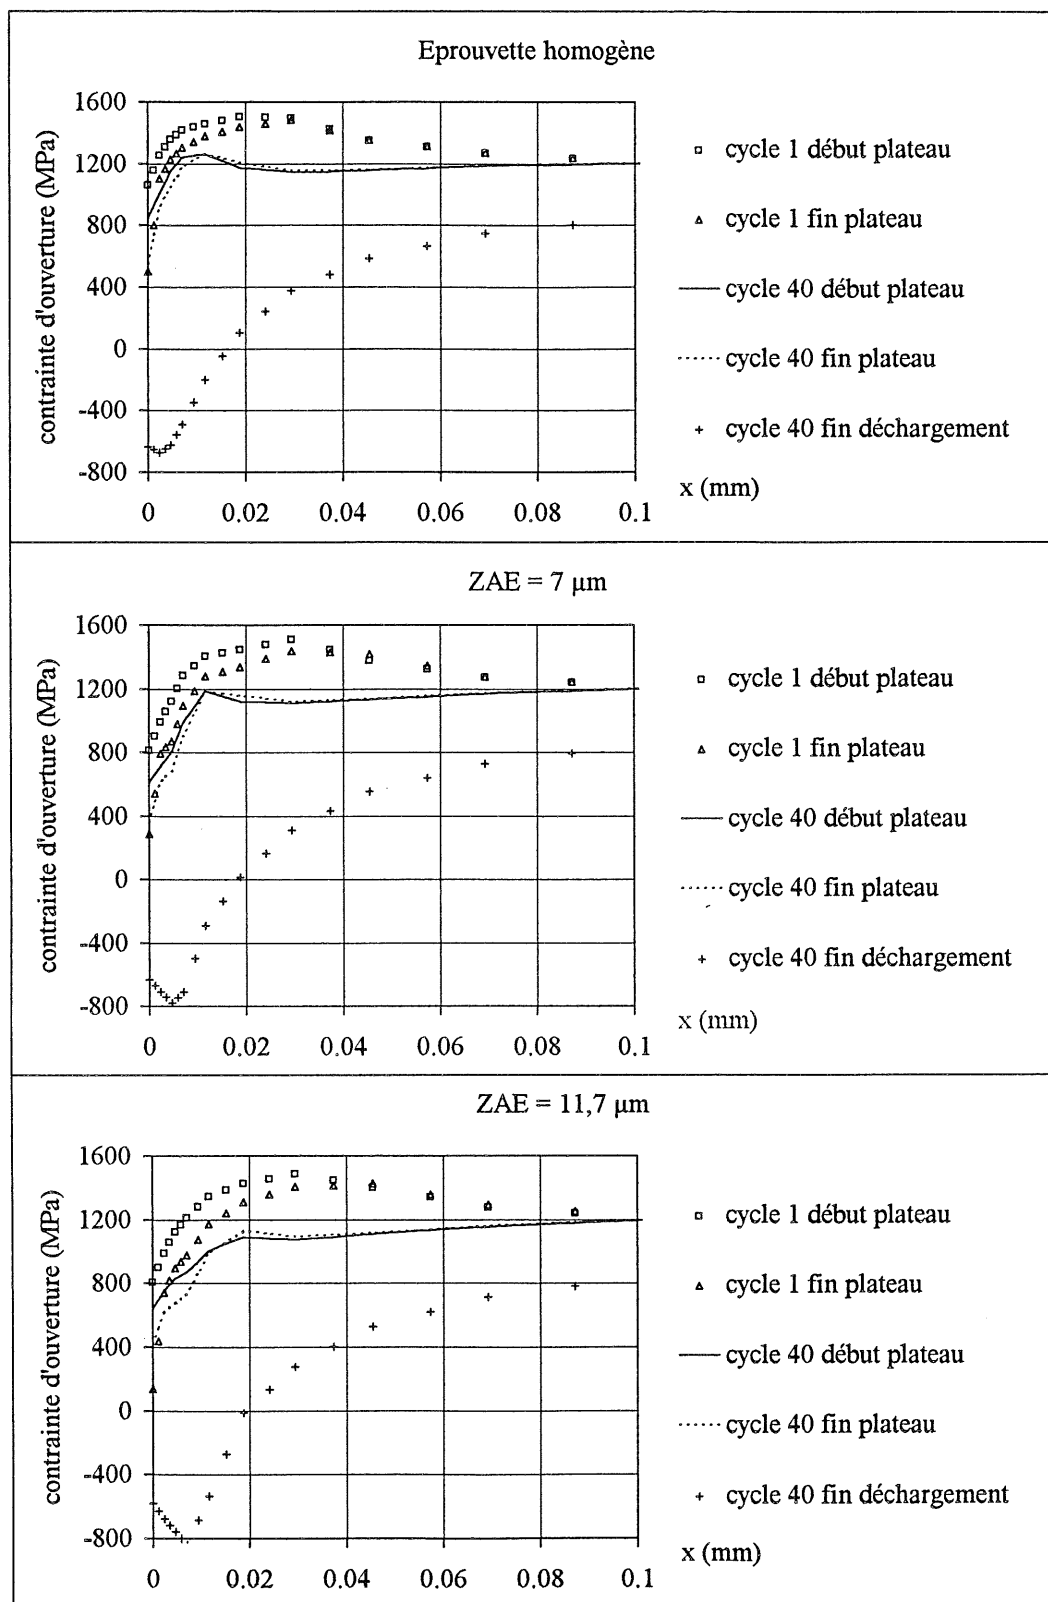 Eprouvette homogène
contrainte d'ouverture (MPa)
1600
1200
800
400
0
-400
-800
0 0.02 0.04 0.06 0.08 0.1
x (mm)
cycle 1 début plateau
cycle 1 fin plateau
cycle 40 début plateau
cycle 40 fin plateau
cycle 40 fin déchargement
ZAE = 7 µm
contrainte d'ouverture (MPa)
1600
1200
800
400
0
-400
-800
0 0.02 0.04 0.06 0.08 0.1
x (mm)
cycle 1 début plateau
cycle 1 fin plateau
cycle 40 début plateau
cycle 40 fin plateau
cycle 40 fin déchargement
ZAE = 11,7 µm
contrainte d'ouverture (MPa)
1600
1200
800
400
0
-400
-800
0 0.02 0.04 0.06 0.08 0.1
x (mm)
cycle 1 début plateau
cycle 1 fin plateau
cycle 40 début plateau
cycle 40 fin plateau
cycle 40 fin déchargement